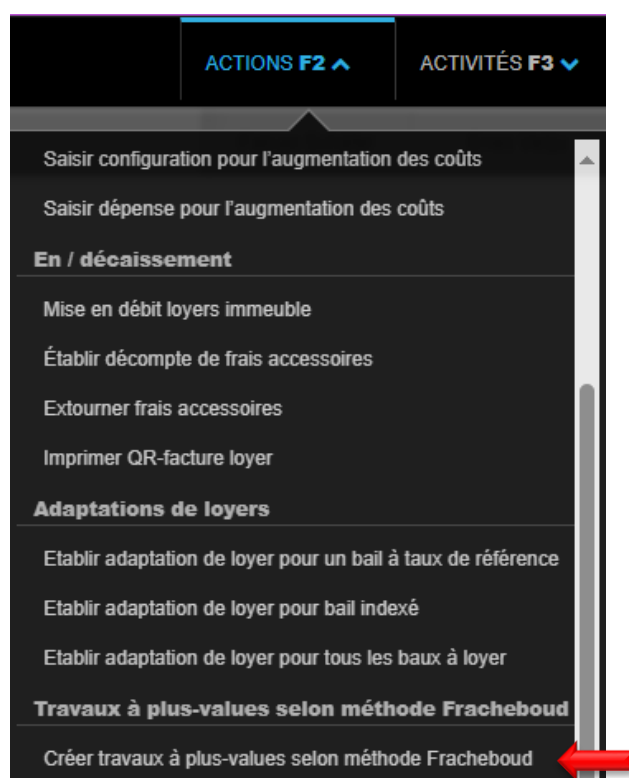 ACTIONS F2
ACTIVITÉS F3
Saisir configuration pour l'augmentation des coûts
Saisir dépense pour l'augmentation des coûts
En / décaissement
Mise en débit loyers immeuble
Établir décompte de frais accessoires
Extourner frais accessoires
Imprimer QR-facture loyer
Adaptations de loyers
Etablir adaptation de loyer pour un bail à taux de référence
Etablir adaptation de loyer pour bail indexé
Etablir adaptation de loyer pour tous les baux à loyer
Travaux à plus-values selon méthode Fracheboud
Créer travaux à plus-values selon méthode Fracheboud